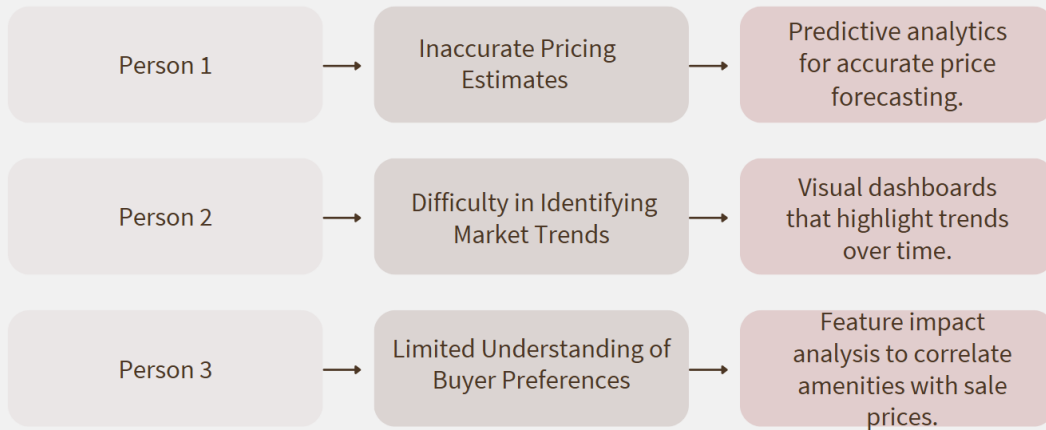 Person 1
Inaccurate Pricing
Estimates
Predictive analytics
for accurate price
forecasting.
Person 2
Difficulty in Identifying
Market Trends
Visual dashboards
that highlight trends
over time.
Person 3
Limited Understanding of
Buyer Preferences
Feature impact
analysis to correlate
amenities with sale
prices.